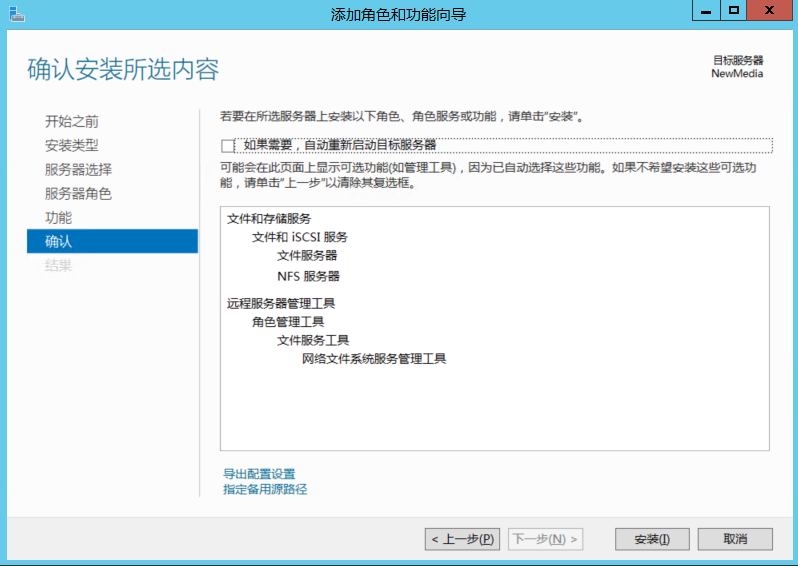 添加角色和功能向导
确认安装所选内容
目标服务器
NewMedia
开始之前
安装类型
服务器选择
服务器角色
功能
确认
结果
若要在所选服务器上安装以下角色、角色服务或功能，请单击"安装"。
如果需要，自动重新启动目标服务器
可能会在此页面上显示可选功能(如管理工具)，因为已自动选择这些功能。如果不希望安装这些可选功
能，请单击"上一步"以清除其复选框。
文件和存储服务
文件和 iSCSI 服务
文件服务器
NFS 服务器
远程服务器管理工具
角色管理工具
文件服务工具
网络文件系统服务管理工具
导出配置设置
指定备用源路径
< 上一步(P)
下一步(N) >
安装(I)
取消